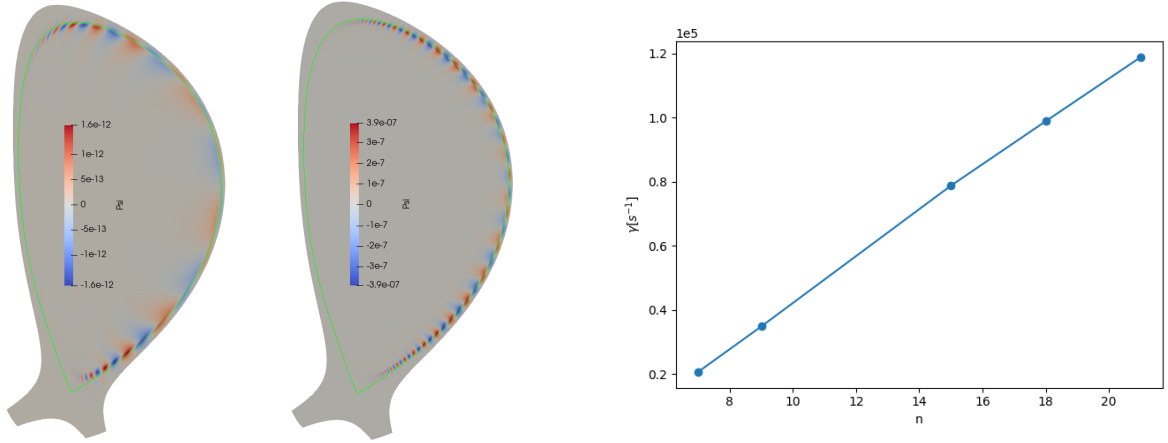 1.6e-12
1e-12
5e-13
0
-5e-13
-1e-12
-1.6e-12
Psi
3.9e-07
3e-7
2e-7
1e-7
0
-1e-7
-2e-7
-3e-7
-3.9e-07
Psi
1e5
1.2
1.0
0.8
0.6
0.4
0.2
γ[s⁻¹]
8 10 12 14 16 18 20
n